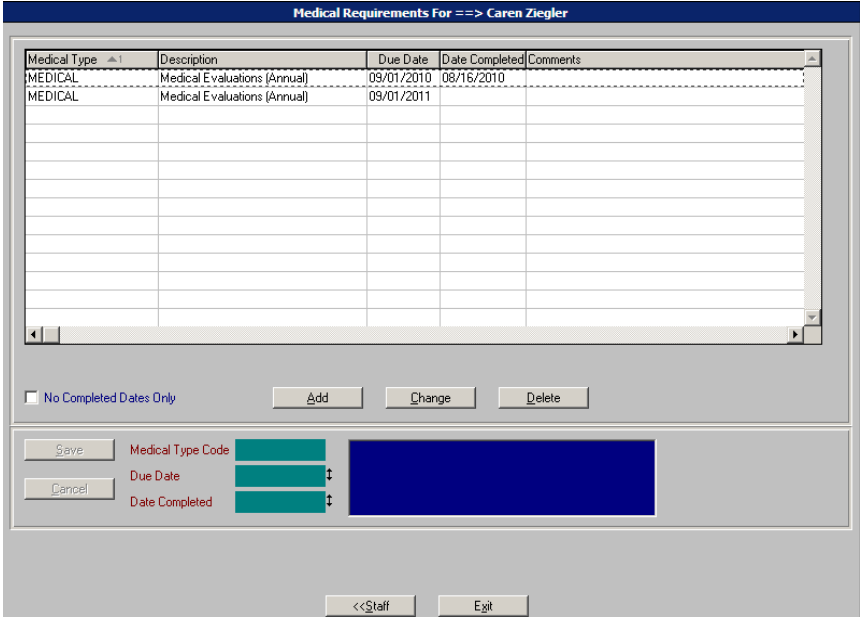 Medical Requirements For ==> Caren Ziegler
Medical Type 1 Description Due Date Date Completed Comments
MEDICAL Medical Evaluations (Annual) 09/01/2010 08/16/2010
MEDICAL Medical Evaluations (Annual) 09/01/2011
No Completed Dates Only Add Change Delete
Save Medical Type Code
Due Date
Cancel
Date Completed
<<Staff Exit